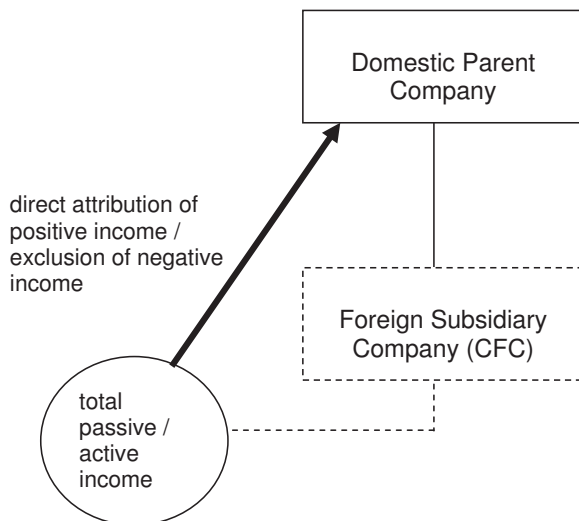 Domestic Parent
Company
direct attribution of
positive income /
exclusion of negative
income
Foreign Subsidiary
Company (CFC)
total
passive /
active
income